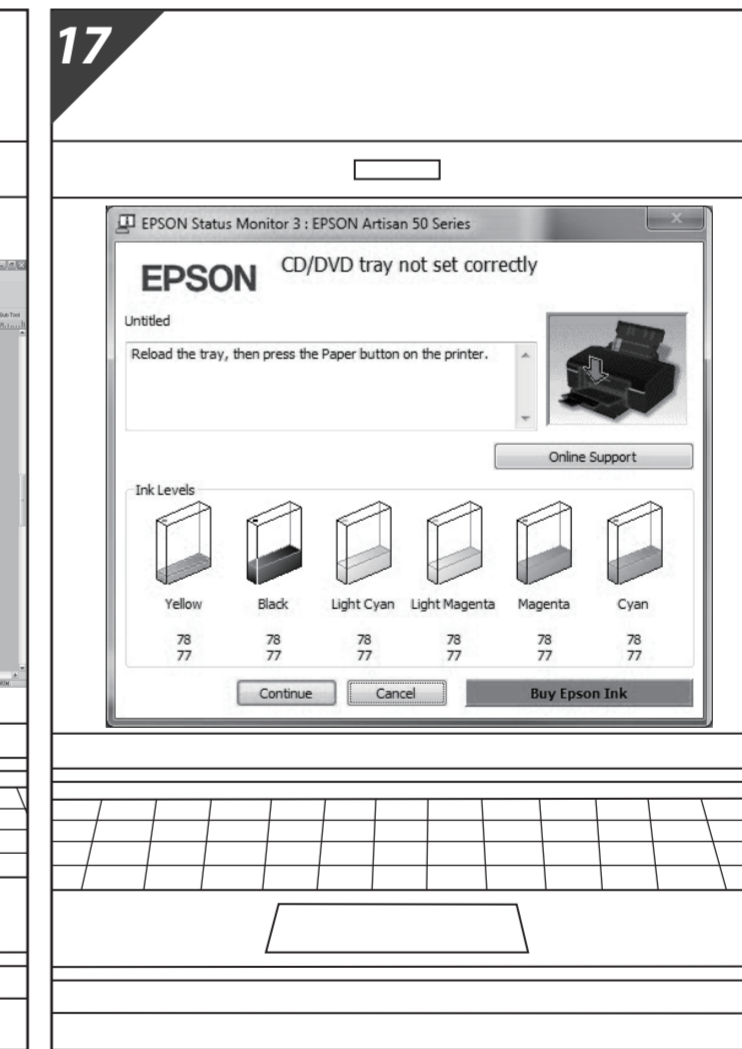 17
EPSON Status Monitor 3 : EPSON Artisan 50 Series
EPSON
CD/DVD tray not set correctly
Untitled
Reload the tray, then press the Paper button on the printer.
Online Support
Ink Levels
Yellow Black Light Cyan Light Magenta Magenta Cyan
78 78 78 78 78 78
77 77 77 77 77 77
Continue Cancel Buy Epson Ink